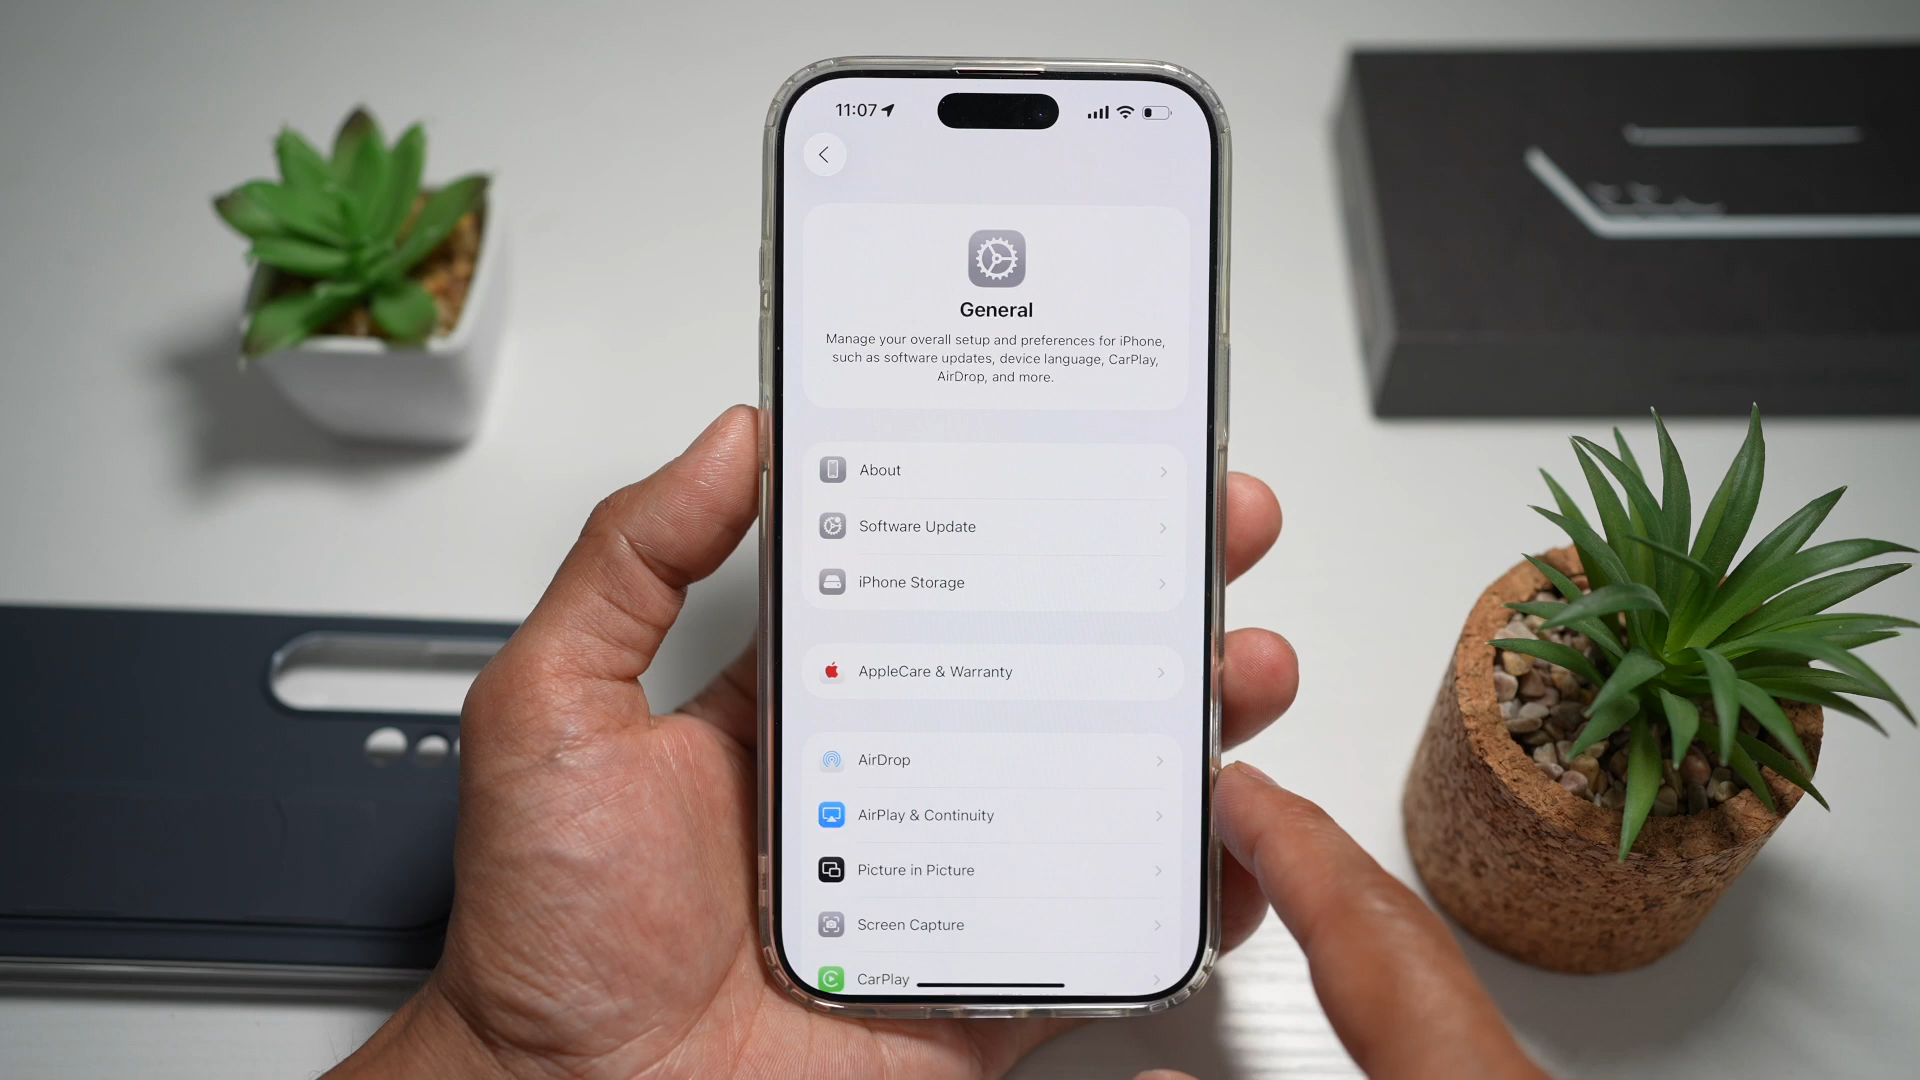 11:07
General
Manage your overall setup and preferences for iPhone,
such as software updates, device language, CarPlay,
AirDrop, and more.
About
Software Update
iPhone Storage
AppleCare & Warranty
AirDrop
AirPlay & Continuity
Picture in Picture
Screen Capture
CarPlay